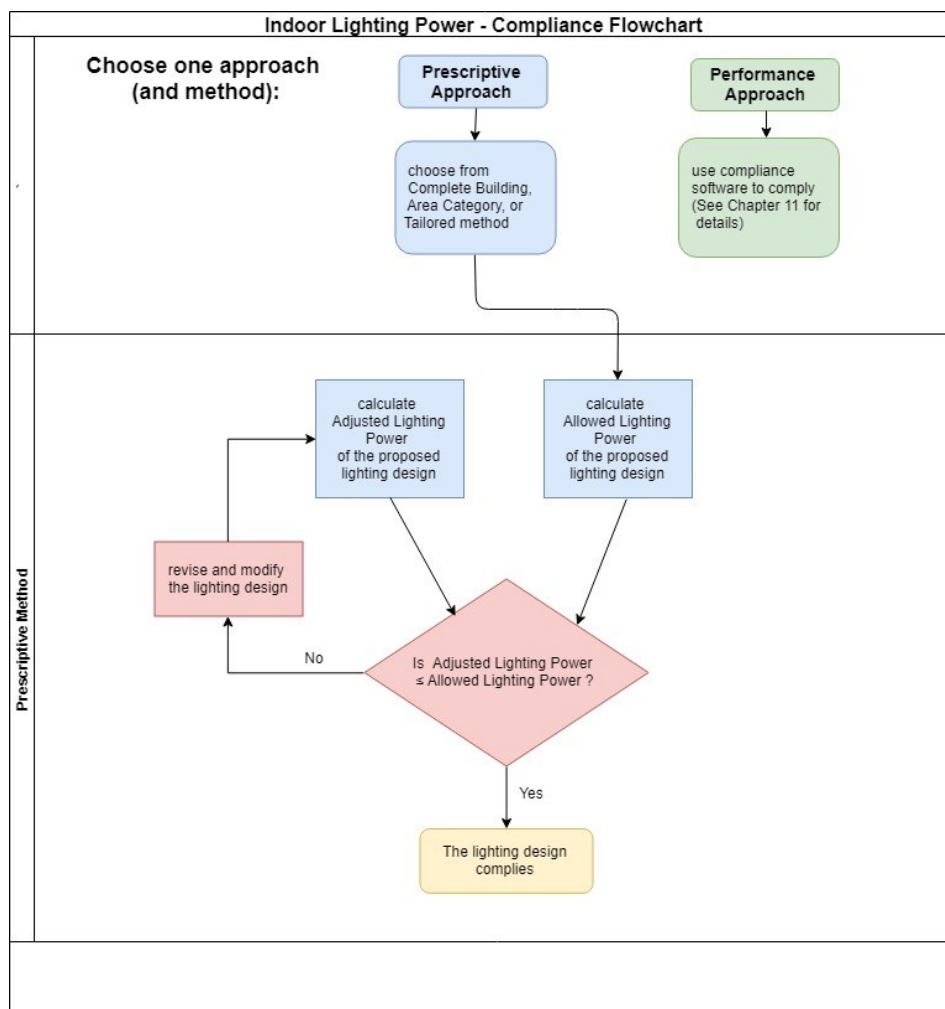 Indoor Lighting Power - Compliance Flowchart
Choose one approach
(and method):
Prescriptive
Approach
Performance
Approach
choose from
Complete Building,
Area Category, or
Tailored method
use compliance
software to comply
(See Chapter 11 for
details)
Prescriptive Method
calculate
Adjusted Lighting
Power
of the proposed
lighting design
calculate
Allowed Lighting
Power
of the proposed
lighting design
revise and modify
the lighting design
No
Is Adjusted Lighting Power
≤ Allowed Lighting Power ?
Yes
The lighting design
complies